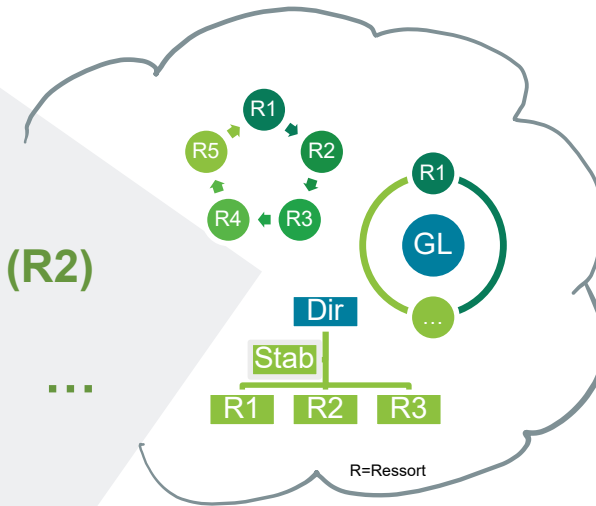 R1
R5
R2
R4
R3
R1
GL
...
(R2)
...
Dir
Stab
R1 R2 R3
R=Ressort